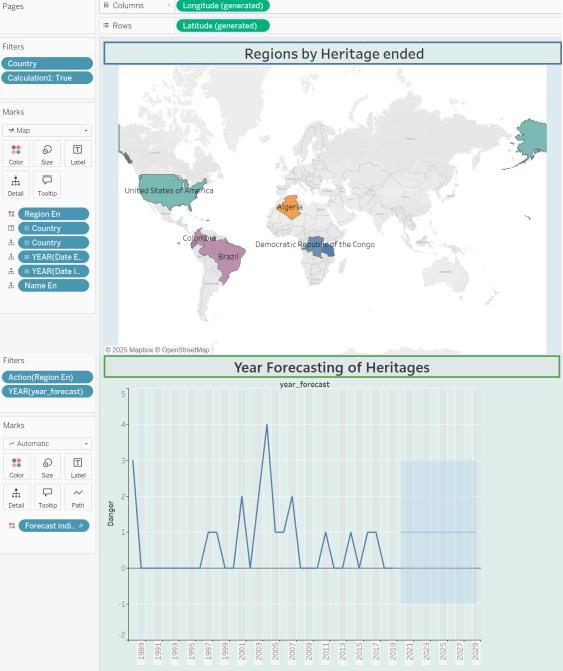 Pages
Columns
Longitude (generated)
Rows
Latitude (generated)
Filters
Country
Calculation1: True
Marks
Map
Color
Size
Label
Detail
Tooltip
Region En
Country
Country
YEAR(Date E..
YEAR(Date I..
Name En
Regions by Heritage ended
United States of America
Algeria
Colombia
Democratic Republic of the Congo
Brazil
© 2025 Mapbox © OpenStreetMap
Filters
Action(Region En)
YEAR(year_forecast)
Marks
Automatic
Color
Size
Label
Detail
Tooltip
Path
Forecast indi..
Year Forecasting of Heritages
year_forecast
Danger
5
4
3
2
1
0
-1
-2
1989
1991
1993
1995
1997
1999
2001
2003
2005
2007
2009
2011
2013
2015
2017
2019
2021
2023
2025
2027
2029